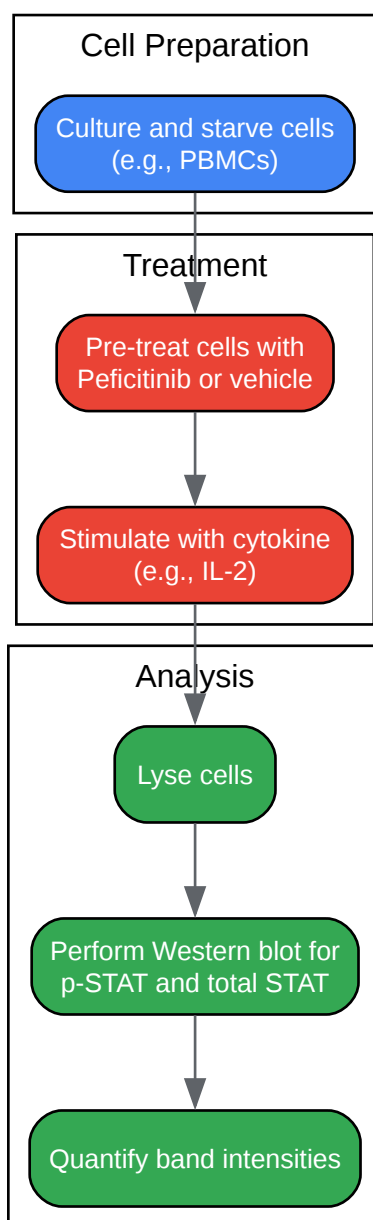 Cell Preparation
Culture and starve cells
(e.g., PBMCs)
Treatment
Pre-treat cells with
Peficitinib or vehicle
Stimulate with cytokine
(e.g., IL-2)
Analysis
Lyse cells
Perform Western blot for
p-STAT and total STAT
Quantify band intensities